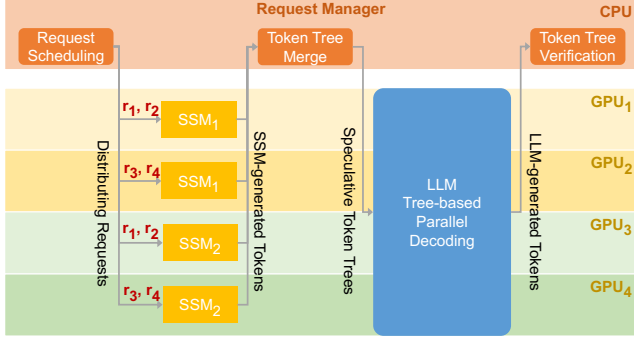 Request Manager
CPU
Request
Scheduling
Token Tree
Merge
Token Tree
Verification
GPU1
r1, r2
SSM1
GPU2
r3, r4
SSM1
GPU3
r1, r2
SSM2
GPU4
r3, r4
SSM2
Distributing Requests
SSM-generated Tokens
Speculative Token Trees
LLM
Tree-based
Parallel
Decoding
LLM-generated Tokens